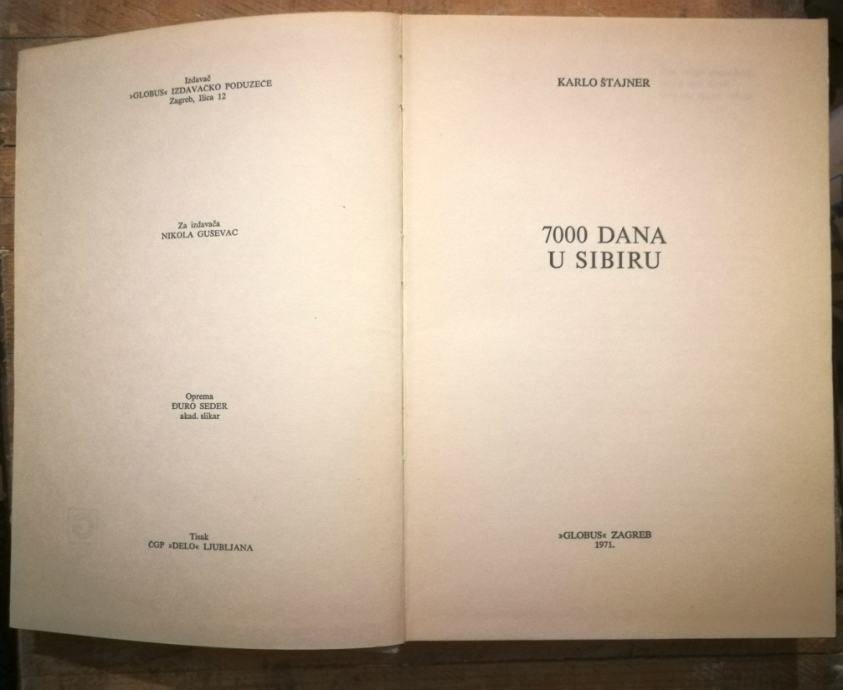 Izdavač
»GLOBUS« IZDAVAČKO PODUZEĆE
Zagreb, Ilica 12
Za izdavača
NIKOLA GUŠEVAC
Oprema
ĐURO SEDER
akad. slikar
Tisak
ČGP »DELO« LJUBLJANA
KARLO ŠTAJNER
7000 DANA
U SIBIRU
»GLOBUS« ZAGREB
1971.